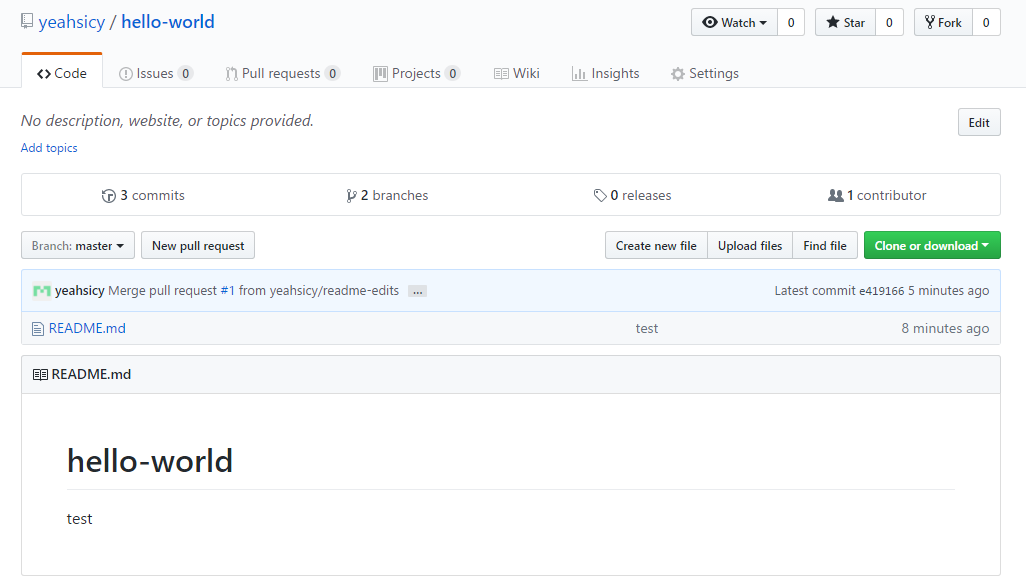 yeahsicy / hello-world Watch 0 Star 0 Fork 0
Code Issues 0 Pull requests 0 Projects 0 Wiki Insights Settings
No description, website, or topics provided. Edit
Add topics
3 commits 2 branches 0 releases 1 contributor
Branch: master New pull request Create new file Upload files Find file Clone or download
yeahsicy Merge pull request #1 from yeahsicy/readme-edits ... Latest commit e419166 5 minutes ago
README.md test 8 minutes ago
README.md
hello-world
test